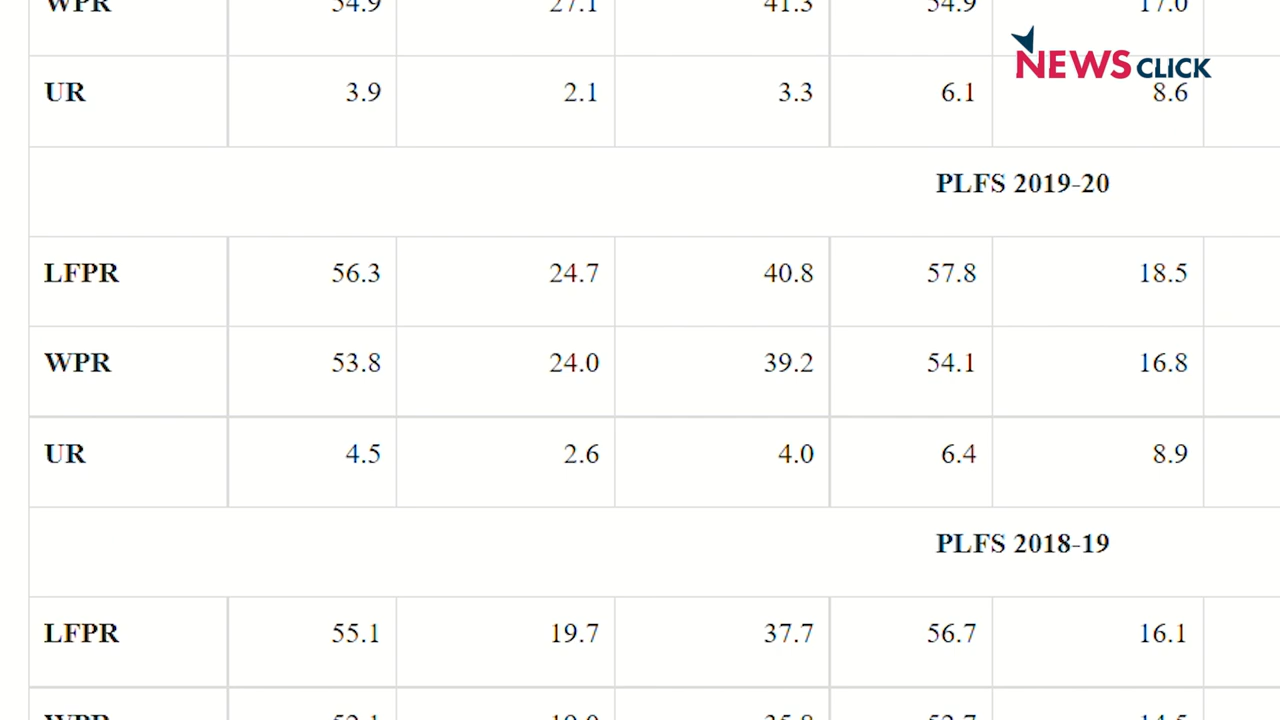 WPR 54.9 27.1 41.3 54.9 17.0
NEWSCLICK
UR 3.9 2.1 3.3 6.1 8.6
PLFS 2019-20
LFPR 56.3 24.7 40.8 57.8 18.5
WPR 53.8 24.0 39.2 54.1 16.8
UR 4.5 2.6 4.0 6.4 8.9
PLFS 2018-19
LFPR 55.1 19.7 37.7 56.7 16.1
WPR 52.1 19.0 35.8 52.7 14.5